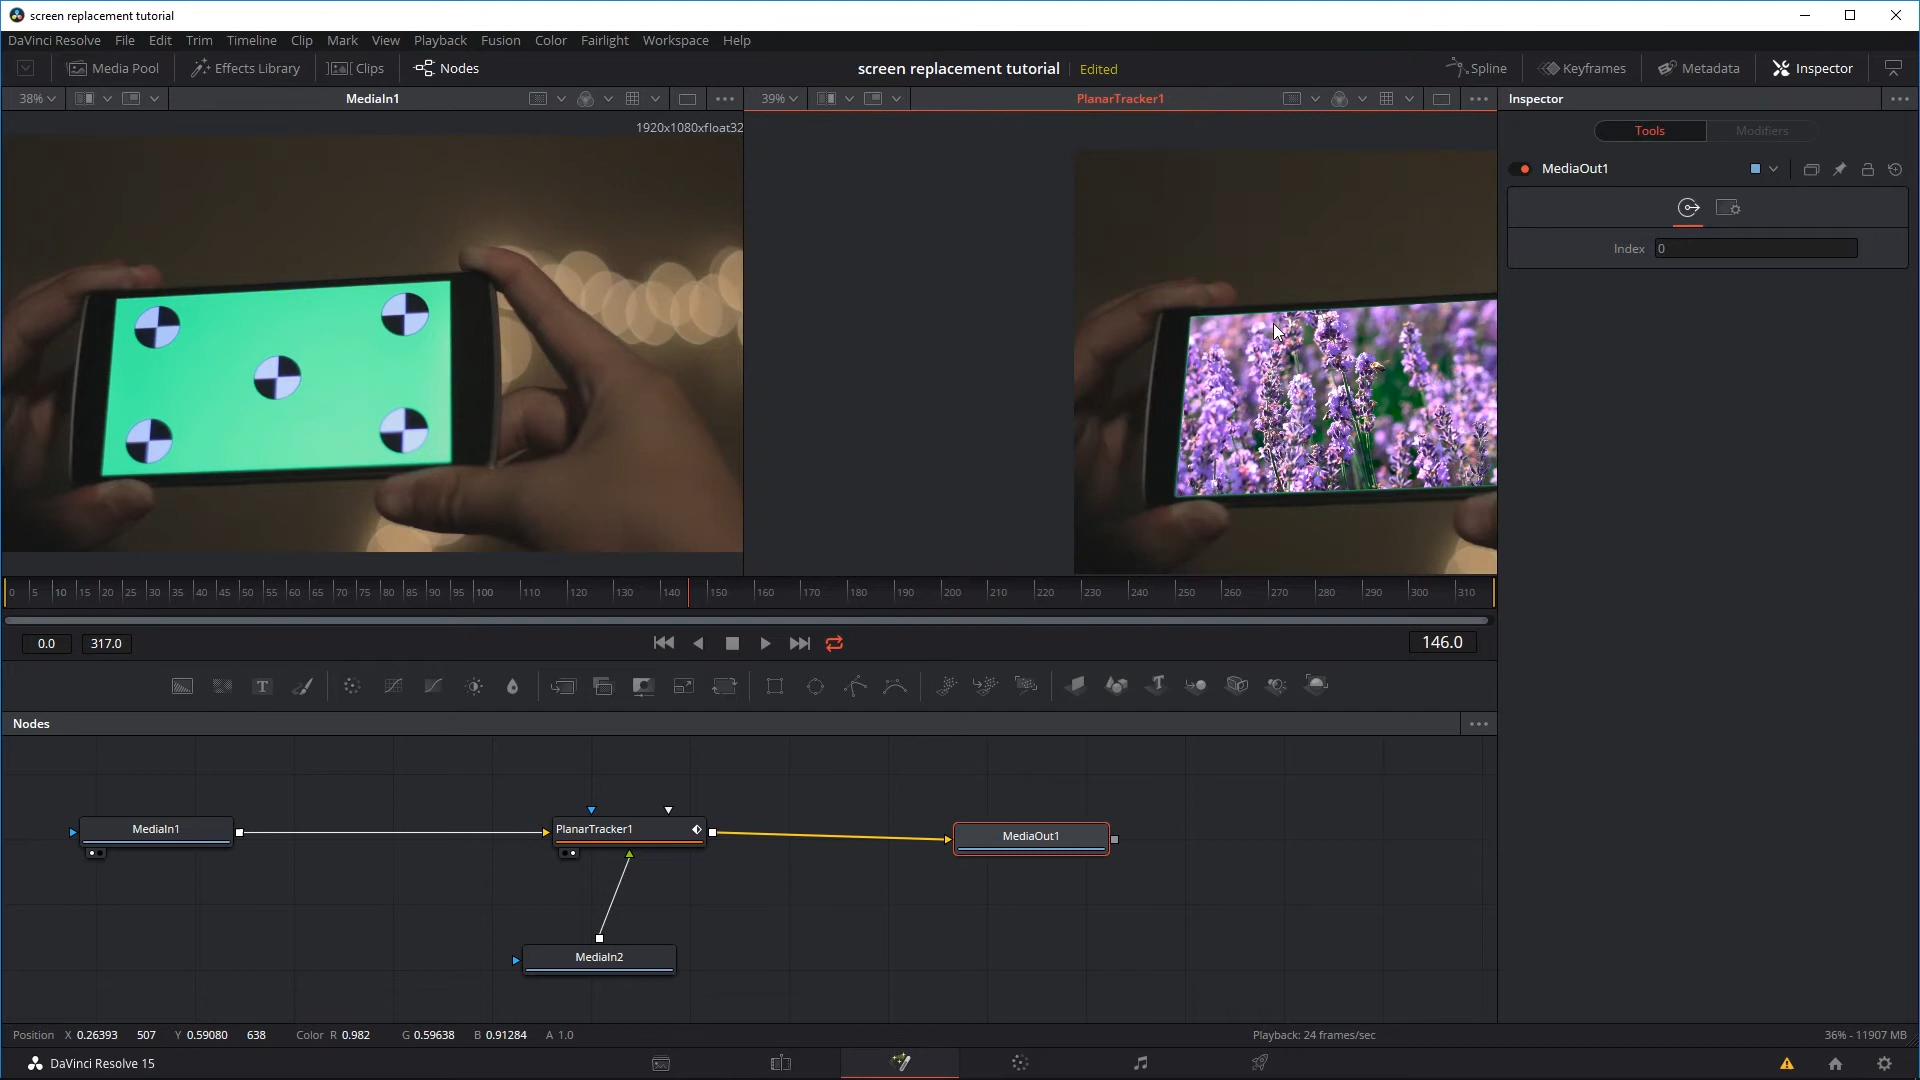 screen replacement tutorial
DaVinci Resolve File Edit Trim Timeline Clip Mark View Playback Fusion Color Fairlight Workspace Help
Media Pool Effects Library Clips Nodes screen replacement tutorial Edited Spline Keyframes Metadata Inspector
38% MediaIn1 39% PlanarTracker1 Inspector
1920x1080xfloat32
Tools Modifiers
MediaOut1
Index 0
0 5 10 15 20 25 30 35 40 45 50 55 60 65 70 75 80 85 90 95 100 110 120 130 140 150 160 170 180 190 200 210 220 230 240 250 260 270 280 290 300 310
0.0 317.0 146.0
T T
Nodes
MediaIn1 PlanarTracker1 MediaOut1
MediaIn2
Position X 0.26393 507 Y 0.59080 638 Color R 0.982 G 0.59638 B 0.91284 A 1.0 Playback: 24 frames/sec 36% - 11907 MB
DaVinci Resolve 15